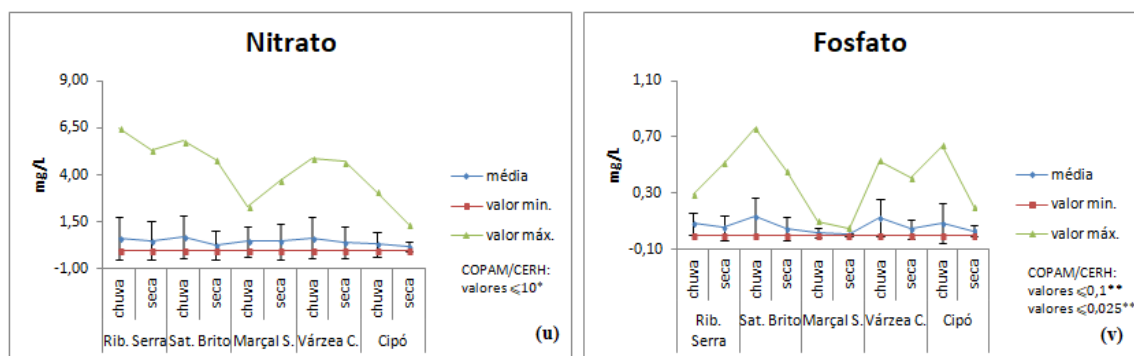 Nitrato
9,00
6,50
4,00
1,50
-1,00
mg/l
chuva
seca
chuva
seca
chuva
seca
chuva
seca
chuva
seca
Rib. Serra
Sat. Brito
Marçal S.
Várzea C.
Cipó
média
valor min.
valor máx.
COPAM/CERH:
valores ⩽10*
(u)
Fosfato
1,10
0,70
0,30
-0,10
mg/l
chuva
seca
chuva
seca
chuva
seca
chuva
seca
chuva
seca
Rib.
Serra
Sat. Brito
Marçal S.
Várzea C.
Cipó
média
valor min.
valor máx.
COPAM/CERH:
valores ⩽0,1**
valores ⩽0,025**
(v)